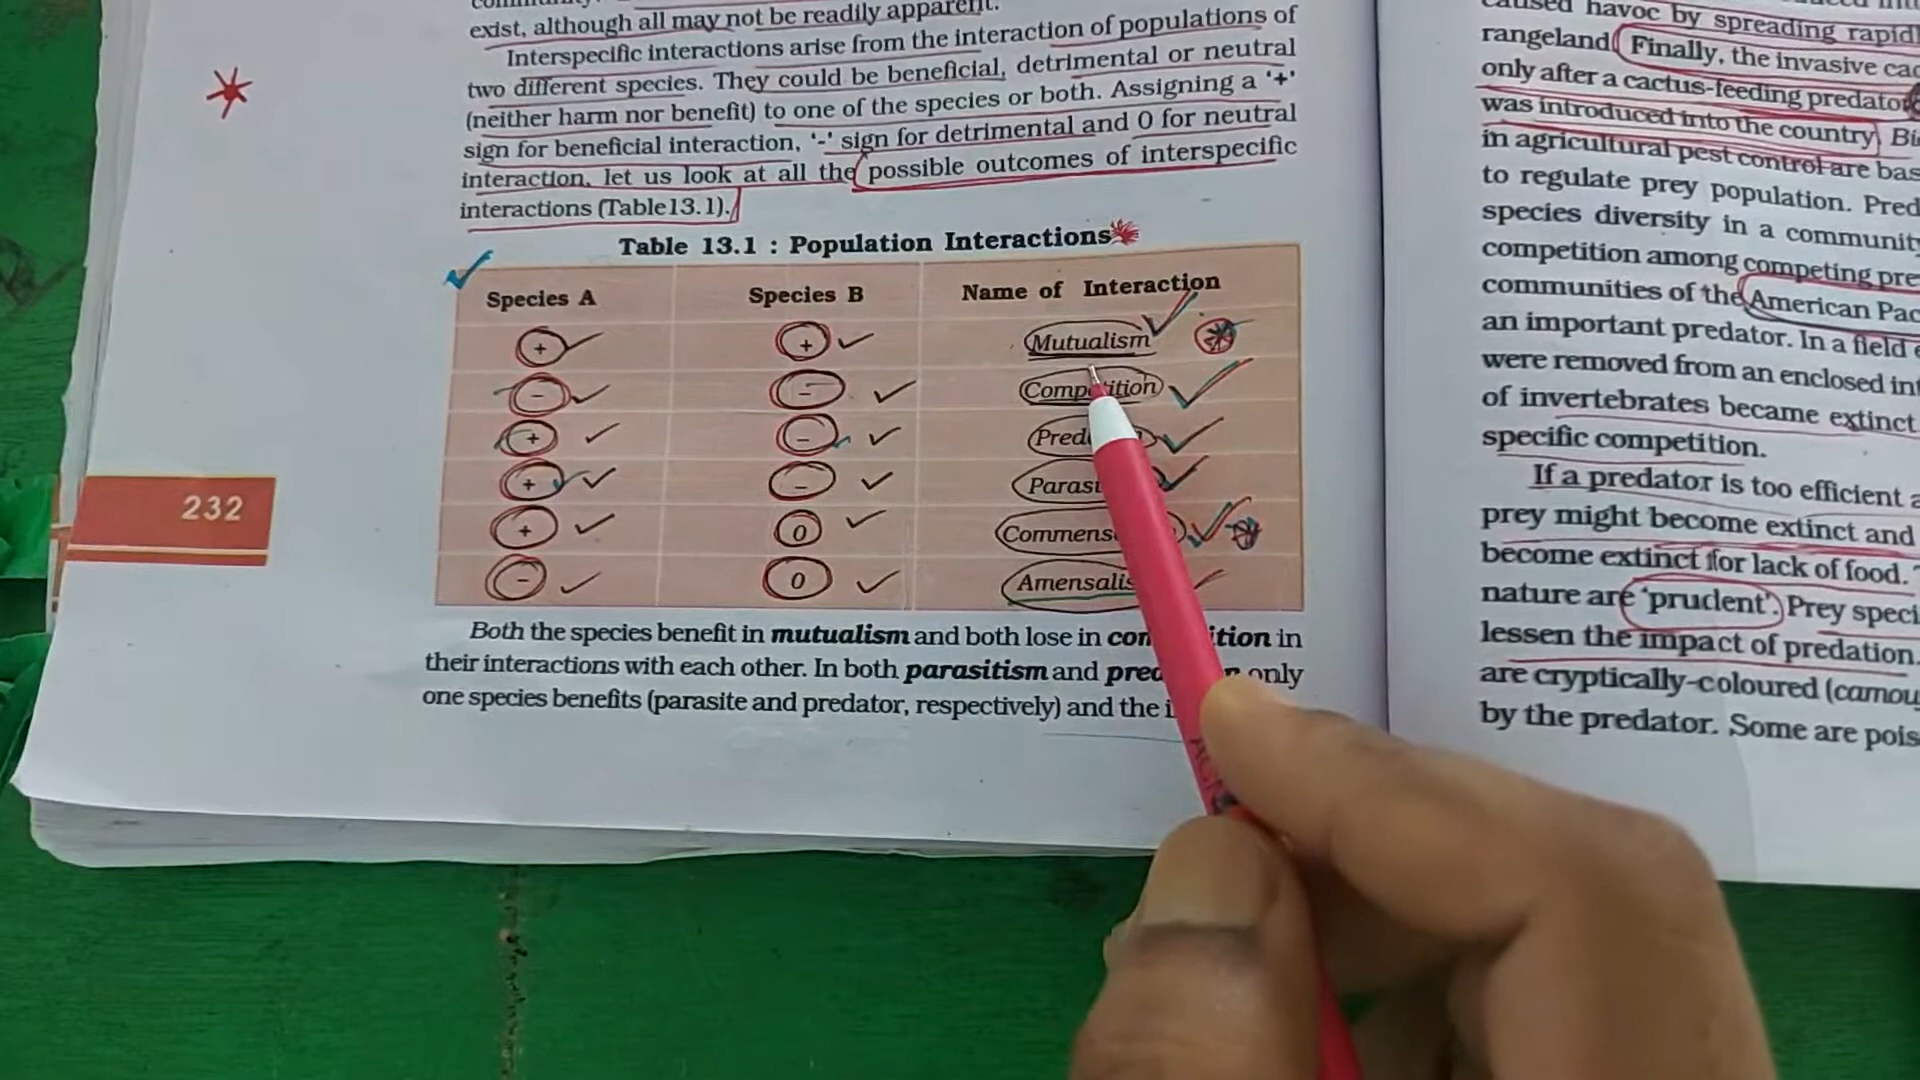 exist, although all may not be readily apparent.
Interspecific interactions arise from the interaction of populations of
two different species. They could be beneficial, detrimental or neutral
(neither harm nor benefit) to one of the species or both. Assigning a '+'
sign for beneficial interaction, '-' sign for detrimental and 0 for neutral
interaction, let us look at all the possible outcomes of interspecific
interactions (Table13.1).
Table 13.1 : Population Interactions
Species A Species B Name of Interaction
+ + Mutualism
- - Competition
+ -
+ -
+ 0
- 0
232
Both the species benefit in mutualism and both lose in in
their interactions with each other. In both parasitism and only
one species benefits (parasite and predator, respectively) and the
caused havoc by spreading
rangeland. Finally, the invasive
only after a cactus-feeding predator
was introduced into the country.
in agricultural pest control are
to regulate prey population.
species diversity in a
competition among competing
communities of the American
an important predator. In a field
were removed from an enclosed
of invertebrates became extinct
specific competition.
If a predator is too efficient
prey might become extinct and
become extinct for lack of food.
nature are 'prudent'. Prey
lessen the impact of predation.
are cryptically-coloured
by the predator. Some are